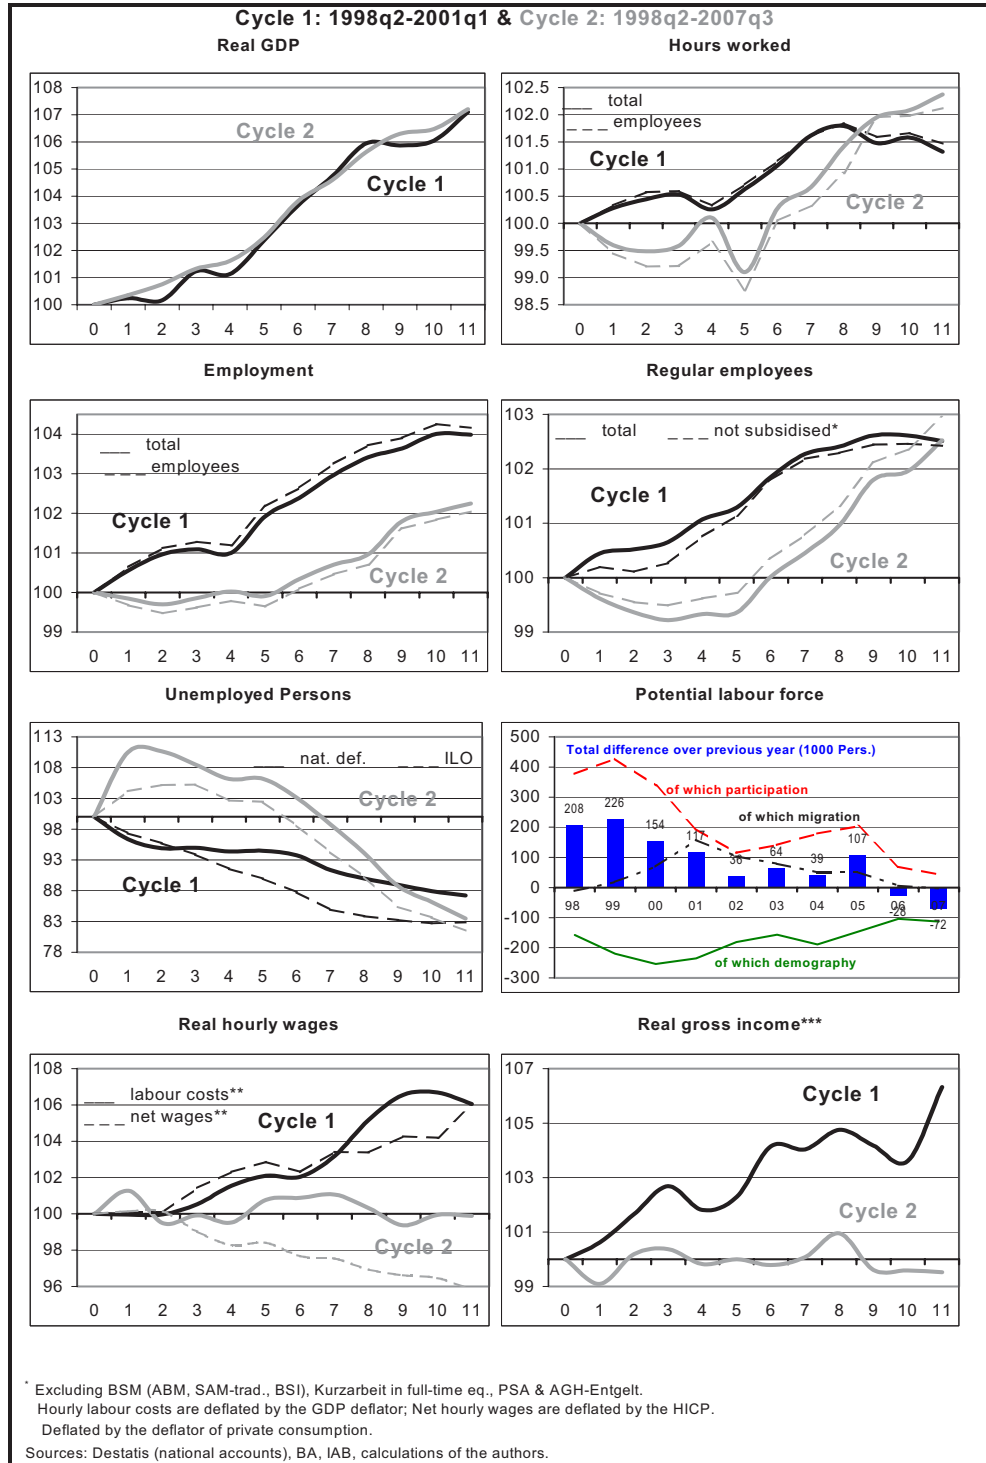 Cycle 1: 1998q2-2001q1 & Cycle 2: 1998q2-2007q3
Real GDP
108
107
106
105
104
103
102
101
100
Cycle 2
Cycle 1
0 1 2 3 4 5 6 7 8 9 10 11
Hours worked
102.5
102.0
101.5
101.0
100.5
100.0
99.5
99.0
98.5
total
employees
Cycle 1
Cycle 2
0 1 2 3 4 5 6 7 8 9 10 11
Employment
104
103
102
101
100
99
total
employees
Cycle 1
Cycle 2
0 1 2 3 4 5 6 7 8 9 10 11
Regular employees
103
102
101
100
99
total not subsidised*
Cycle 1
Cycle 2
0 1 2 3 4 5 6 7 8 9 10 11
Unemployed Persons
113
108
103
98
93
88
83
78
nat. def. ILO
Cycle 2
Cycle 1
0 1 2 3 4 5 6 7 8 9 10 11
Potential labour force
500
400
300
200
100
0
-100
-200
-300
Total difference over previous year (1000 Pers.)
of which participation
of which migration
208 226 154 117 36 64 39 107 -28 -72
98 99 00 01 02 03 04 05 06
of which demography
0 1 2 3 4 5 6 7 8 9 10 11
Real hourly wages
108
106
104
102
100
98
96
labour costs**
net wages**
Cycle 1
Cycle 2
0 1 2 3 4 5 6 7 8 9 10 11
Real gross income***
107
105
103
101
99
Cycle 1
Cycle 2
0 1 2 3 4 5 6 7 8 9 10 11
* Excluding BSM (ABM, SAM-trad., BSI), Kurzarbeit in full-time eq., PSA & AGH-Entgelt.
Hourly labour costs are deflated by the GDP deflator; Net hourly wages are deflated by the HICP.
Deflated by the deflator of private consumption.
Sources: Destatis (national accounts), BA, IAB, calculations of the authors.